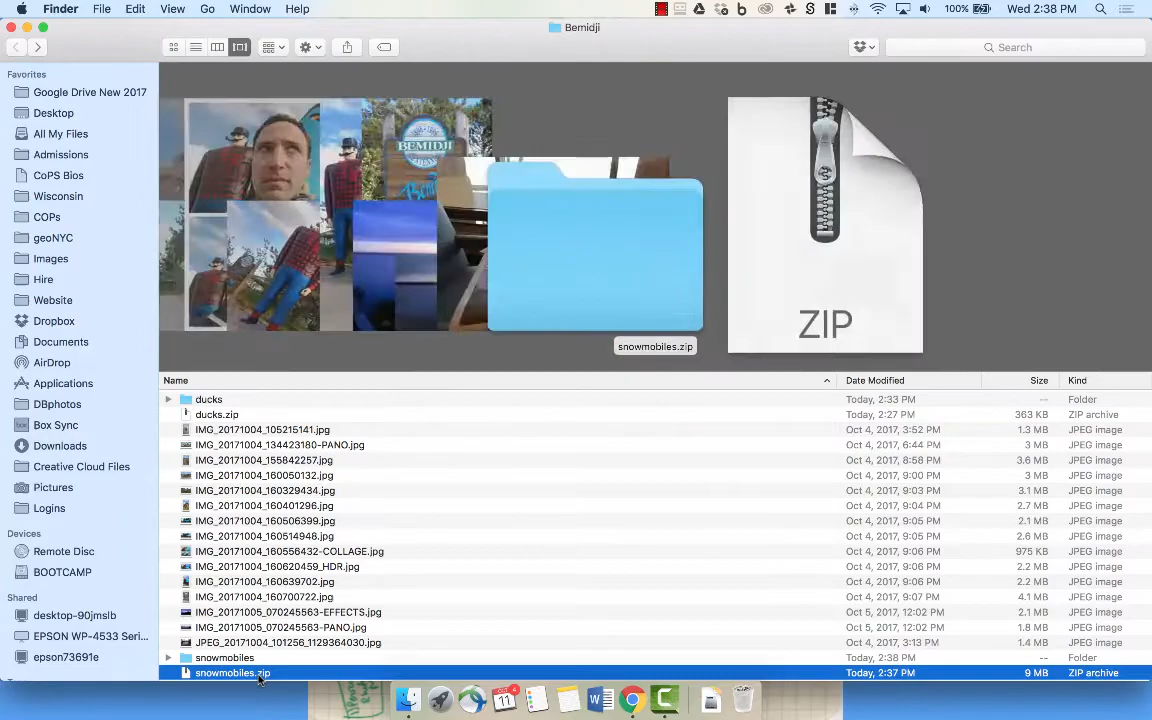 Finder File Edit View Go Window Help 100% Wed 2:38 PM
Bemidji
Search
Favorites
Google Drive New 2017
Desktop
All My Files
Admissions
CoPS Bios
Wisconsin
COPs
geoNYC
Images
Hire
Website
Dropbox
Documents
AirDrop
Applications
DBphotos
Box Sync
Downloads
Creative Cloud Files
Pictures
Logins
Devices
Remote Disc
BOOTCAMP
Shared
desktop-90jmslb
EPSON WP-4533 Seri...
epson73691e
BEMIDJI
ZIP
snowmobiles.zip
Name Date Modified Size Kind
ducks Today, 2:33 PM -- Folder
ducks.zip Today, 2:27 PM 363 KB ZIP archive
IMG_20171004_105215141.jpg Oct 4, 2017, 3:52 PM 1.3 MB JPEG image
IMG_20171004_134423180-PANO.jpg Oct 4, 2017, 6:44 PM 3 MB JPEG image
IMG_20171004_155842257.jpg Oct 4, 2017, 8:58 PM 3.6 MB JPEG image
IMG_20171004_160050132.jpg Oct 4, 2017, 9:00 PM 3 MB JPEG image
IMG_20171004_160329434.jpg Oct 4, 2017, 9:03 PM 3.1 MB JPEG image
IMG_20171004_160401296.jpg Oct 4, 2017, 9:04 PM 2.7 MB JPEG image
IMG_20171004_160506399.jpg Oct 4, 2017, 9:05 PM 2.1 MB JPEG image
IMG_20171004_160514948.jpg Oct 4, 2017, 9:05 PM 2.6 MB JPEG image
IMG_20171004_160556432-COLLAGE.jpg Oct 4, 2017, 9:06 PM 975 KB JPEG image
IMG_20171004_160620459_HDR.jpg Oct 4, 2017, 9:06 PM 2.2 MB JPEG image
IMG_20171004_160639702.jpg Oct 4, 2017, 9:06 PM 2.2 MB JPEG image
IMG_20171004_160700722.jpg Oct 4, 2017, 9:07 PM 4.1 MB JPEG image
IMG_20171005_070245563-EFFECTS.jpg Oct 5, 2017, 12:02 PM 2.1 MB JPEG image
IMG_20171005_070245563-PANO.jpg Oct 5, 2017, 12:02 PM 1.8 MB JPEG image
JPEG_20171004_101256_1129364030.jpg Oct 4, 2017, 3:13 PM 1.4 MB JPEG image
snowmobiles Today, 2:38 PM -- Folder
snowmobiles.zip Today, 2:37 PM 9 MB ZIP archive
11